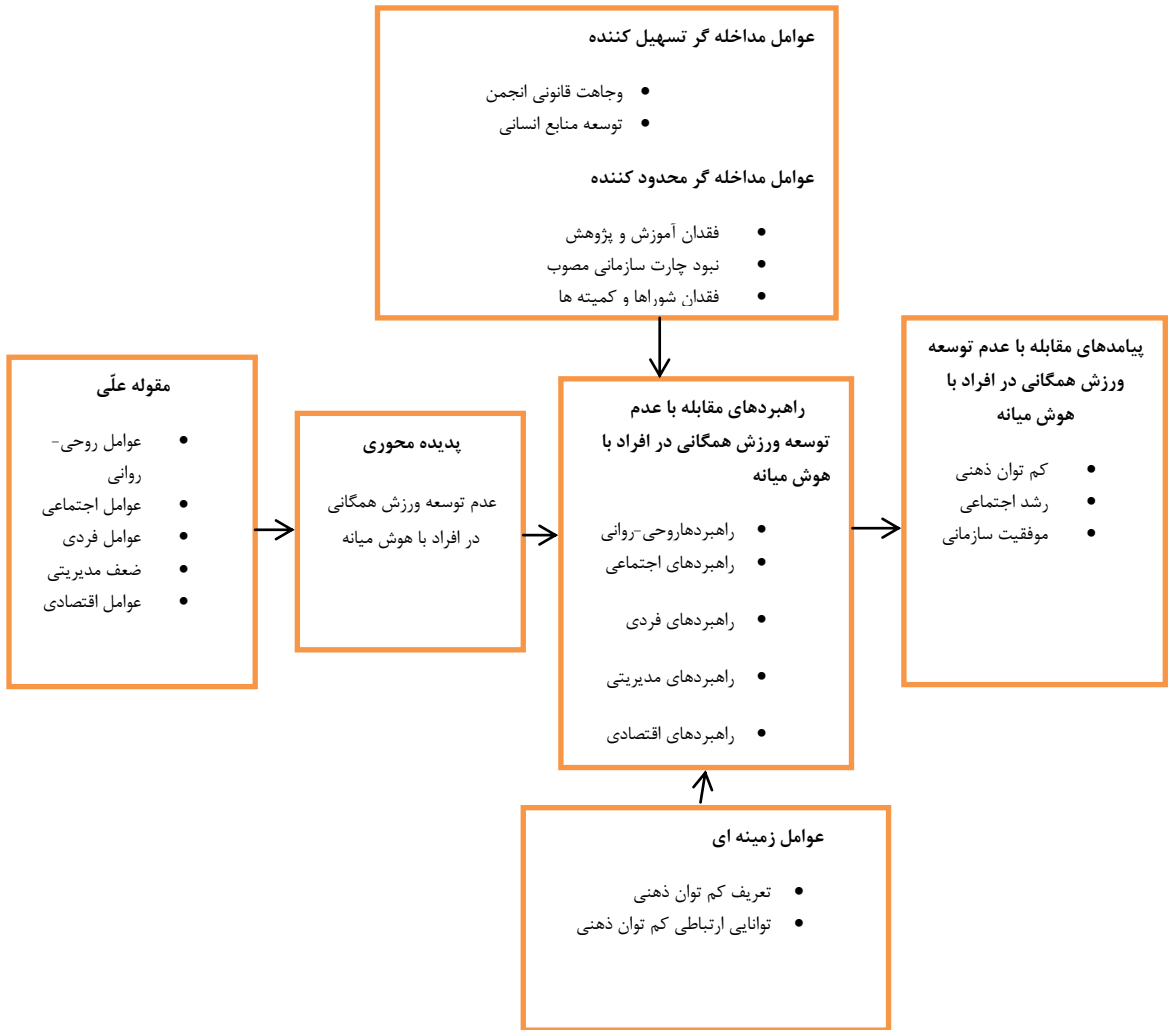 عوامل مداخله گر تسهیل کننده
• وجاهت قانونی انجمن
• توسعه منابع انسانی
عوامل مداخله گر محدود کننده
• فقدان آموزش و پژوهش
• نبود چارت سازمانی مصوب
• فقدان شوراها و کمیته ها
مقوله علّی
• عوامل روحی-
روانی
• عوامل اجتماعی
• عوامل فردی
• ضعف مدیریتی
• عوامل اقتصادی
پدیده محوری
عدم توسعه ورزش همگانی
در افراد با هوش میانه
راهبردهای مقابله با عدم
توسعه ورزش همگانی در افراد با
هوش میانه
• راهبردهاروحی-روانی
• راهبردهای اجتماعی
• راهبردهای فردی
• راهبردهای مدیریتی
• راهبردهای اقتصادی
پیامدهای مقابله با عدم توسعه
ورزش همگانی در افراد با
هوش میانه
• کم توان ذهنی
• رشد اجتماعی
• موفقیت سازمانی
عوامل زمینه ای
• تعریف کم توان ذهنی
• توانایی ارتباطی کم توان ذهنی